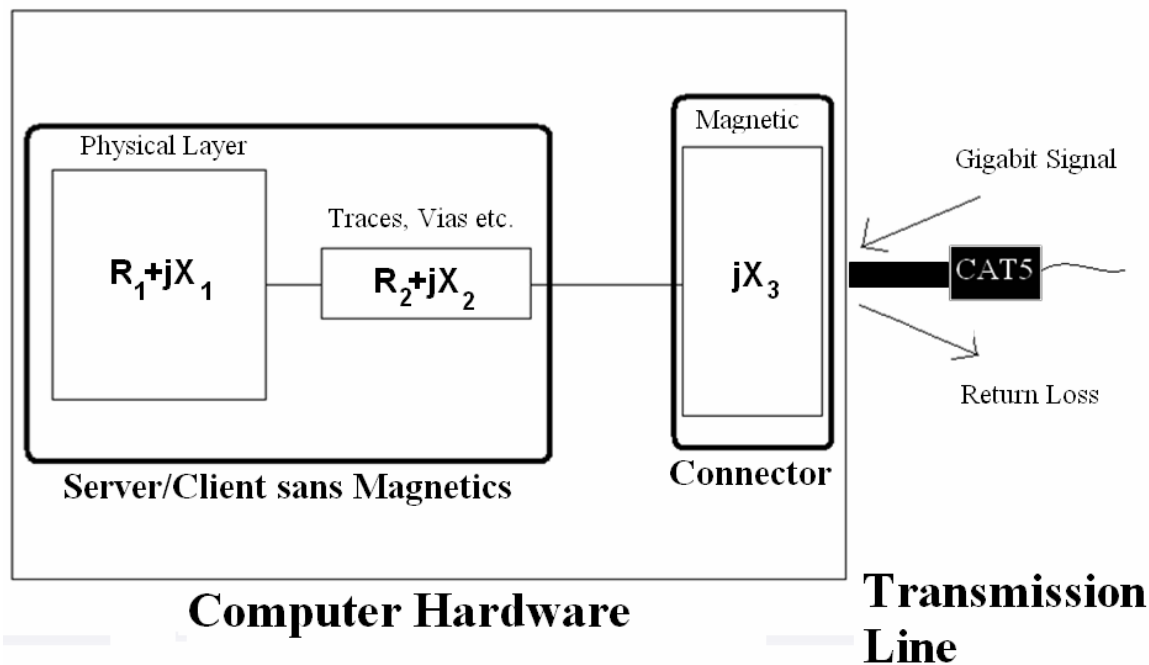 Physical Layer
R1+jX1
Traces, Vias etc.
R2+jX2
Server/Client sans Magnetics
Magnetic
jX3
Connector
Computer Hardware
Gigabit Signal
CAT5
Return Loss
Transmission
Line